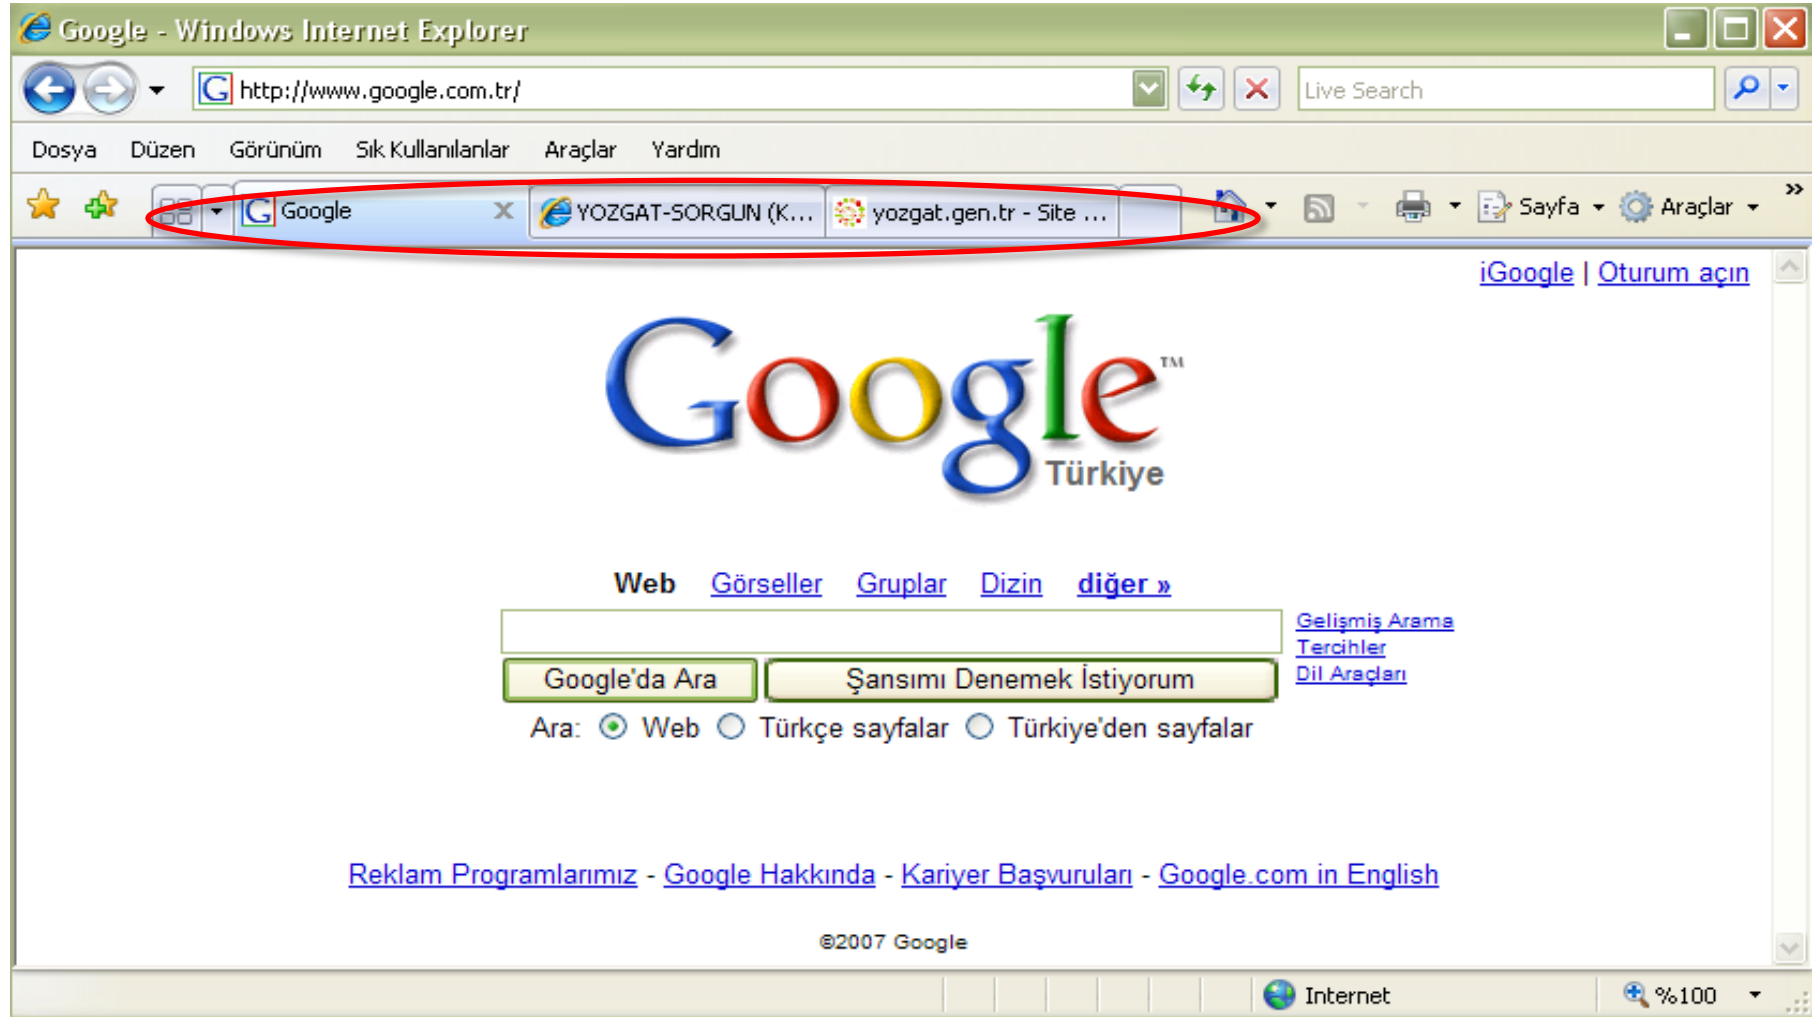 Google - Windows Internet Explorer
http://www.google.com.tr/ Live Search
Dosya Düzen Görünüm Sık Kullanılanlar Araçlar Yardım
Google YOZGAT-SORGUN (K... yozgat.gen.tr - Site ... Sayfa Araçlar »
iGoogle | Oturum açın
Google™
Türkiye
Web Görseller Gruplar Dizin diğer »
Gelişmiş Arama
Tercihler
Google'da Ara Şansımı Denemek İstiyorum Dil Araçları
Ara: Web Türkçe sayfalar Türkiye'den sayfalar
Reklam Programlarımız - Google Hakkında - Kariyer Başvuruları - Google.com in English
©2007 Google
Internet %100